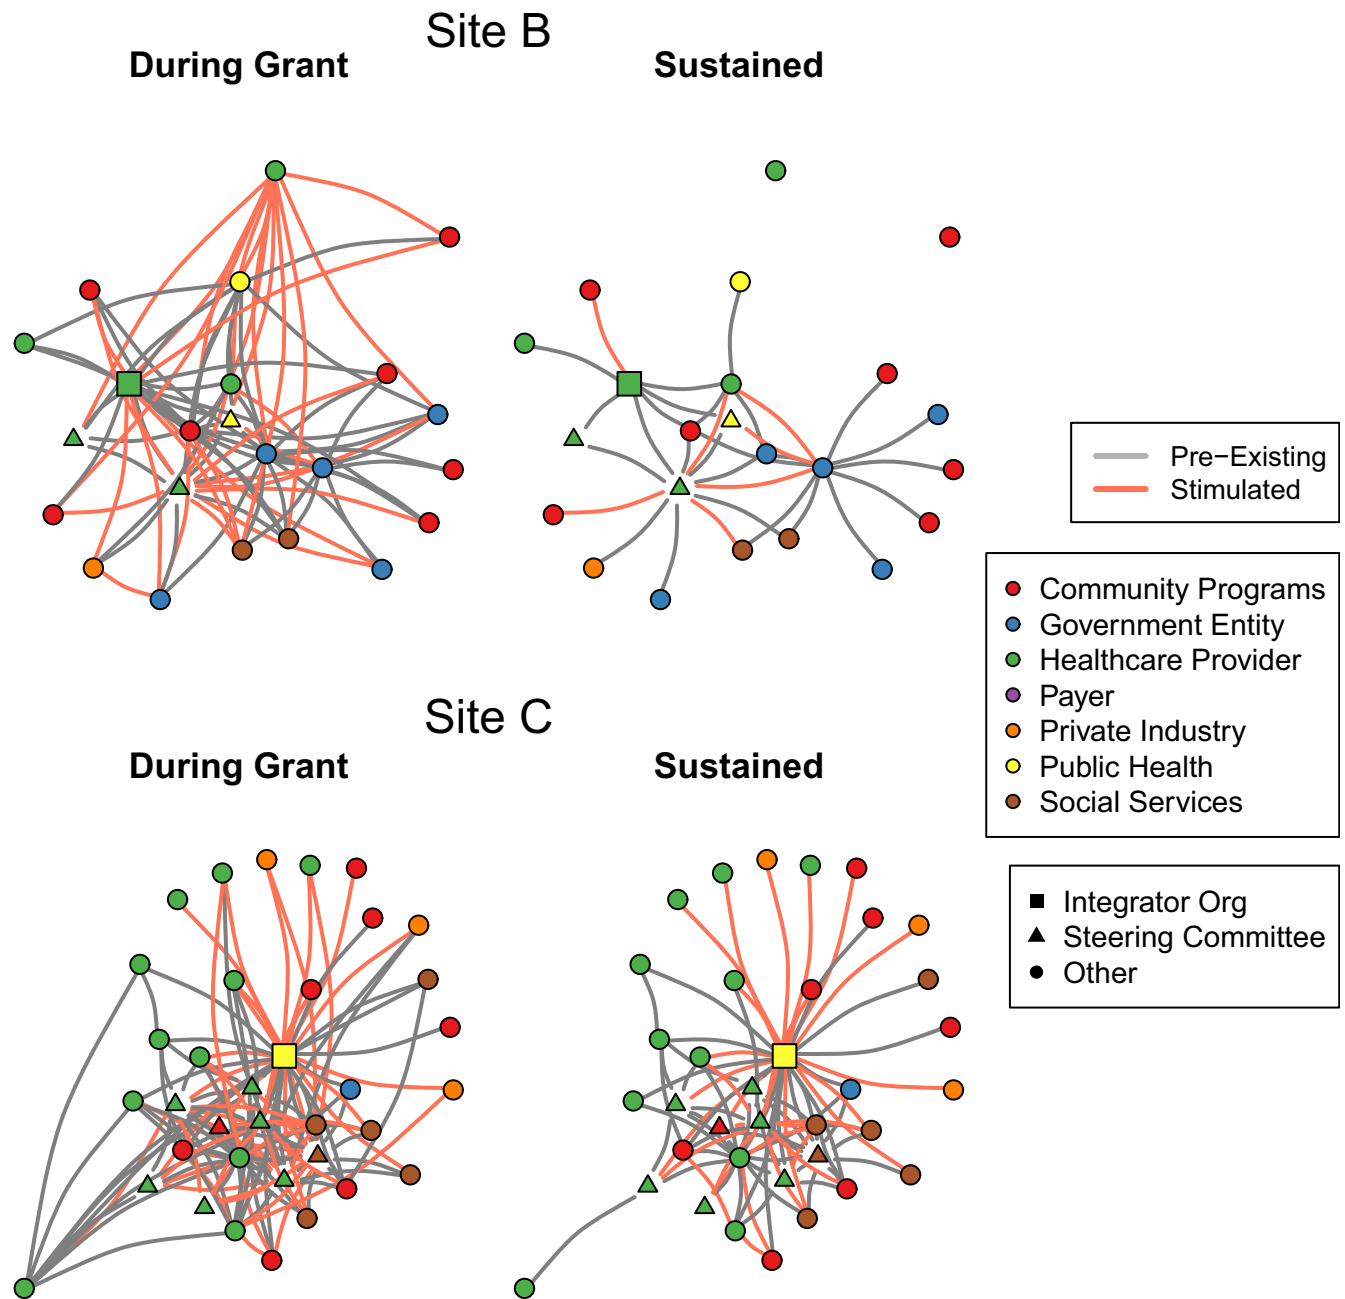 Site B
During Grant
Sustained
Pre−Existing
Stimulated
Community Programs
Government Entity
Healthcare Provider
Payer
Private Industry
Public Health
Social Services
Site C
During Grant
Sustained
Integrator Org
Steering Committee
Other